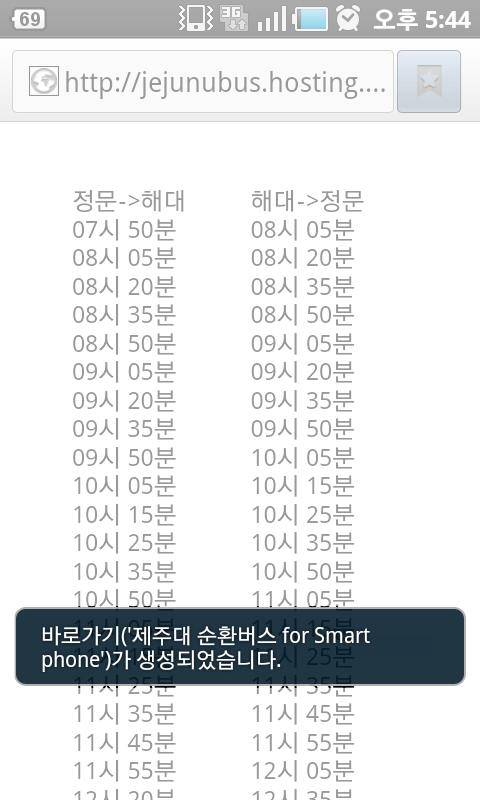 69 3G 오후 5:44
http://jejunubus.hosting....
정문->해대 해대->정문
07시 50분 08시 05분
08시 05분 08시 20분
08시 20분 08시 35분
08시 35분 08시 50분
08시 50분 09시 05분
09시 05분 09시 20분
09시 20분 09시 35분
09시 35분 09시 50분
09시 50분 10시 05분
10시 05분 10시 15분
10시 15분 10시 25분
10시 25분 10시 35분
10시 35분 10시 50분
10시 50분 11시 05분
바로가기('제주대 순환버스 for Smart
phone')가 생성되었습니다.
11시 25분 11시 35분
11시 35분 11시 45분
11시 45분 11시 55분
11시 55분 12시 05분
12시 20분 12시 35분